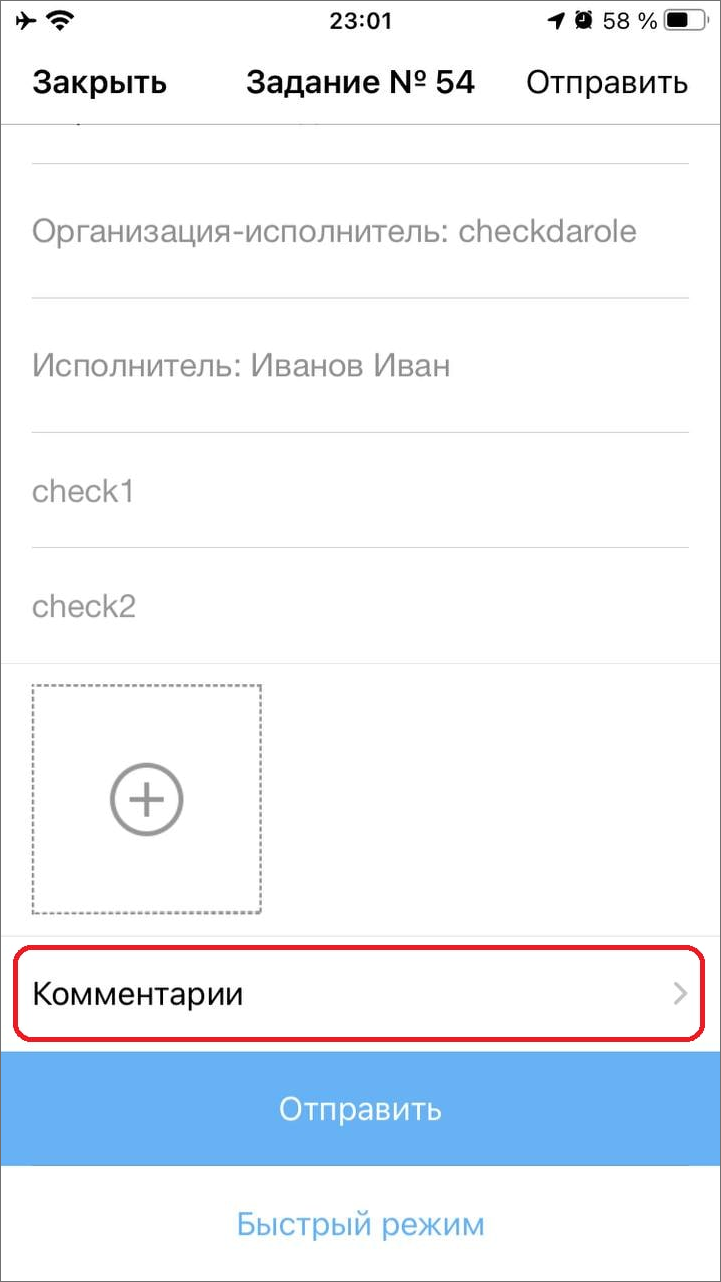 23:01
58 %
Закрыть
Задание № 54
Отправить
Организация-исполнитель: checkdarole
Исполнитель: Иванов Иван
check1
check2
Комментарии
Отправить
Быстрый режим